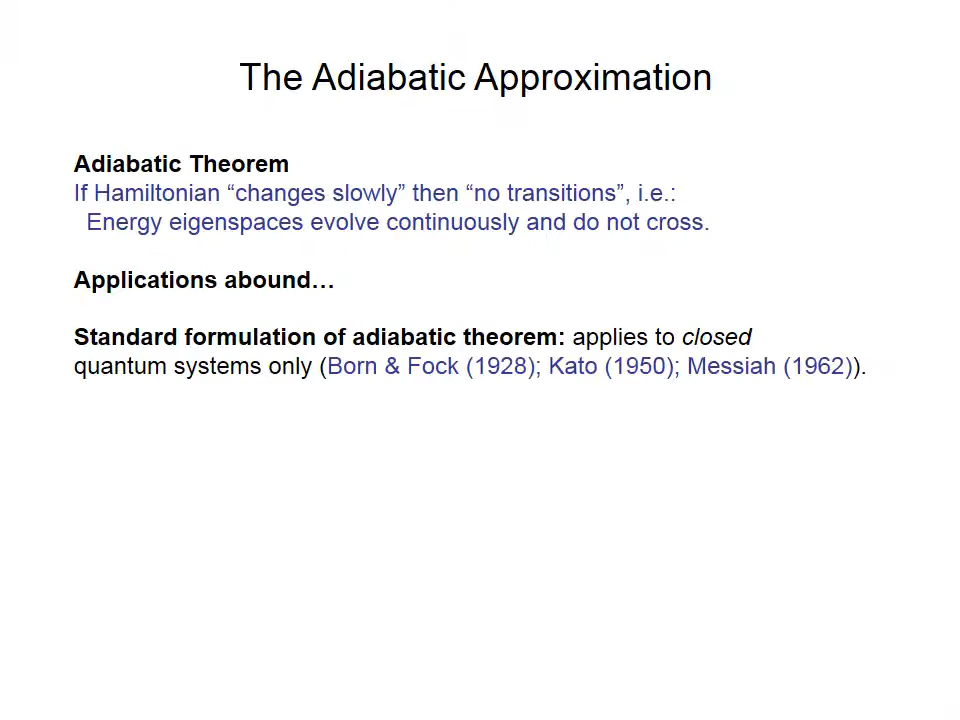 The Adiabatic Approximation
Adiabatic Theorem
If Hamiltonian “changes slowly” then “no transitions”, i.e.:
Energy eigenspaces evolve continuously and do not cross.
Applications abound…
Standard formulation of adiabatic theorem: applies to closed
quantum systems only (Born & Fock (1928); Kato (1950); Messiah (1962)).